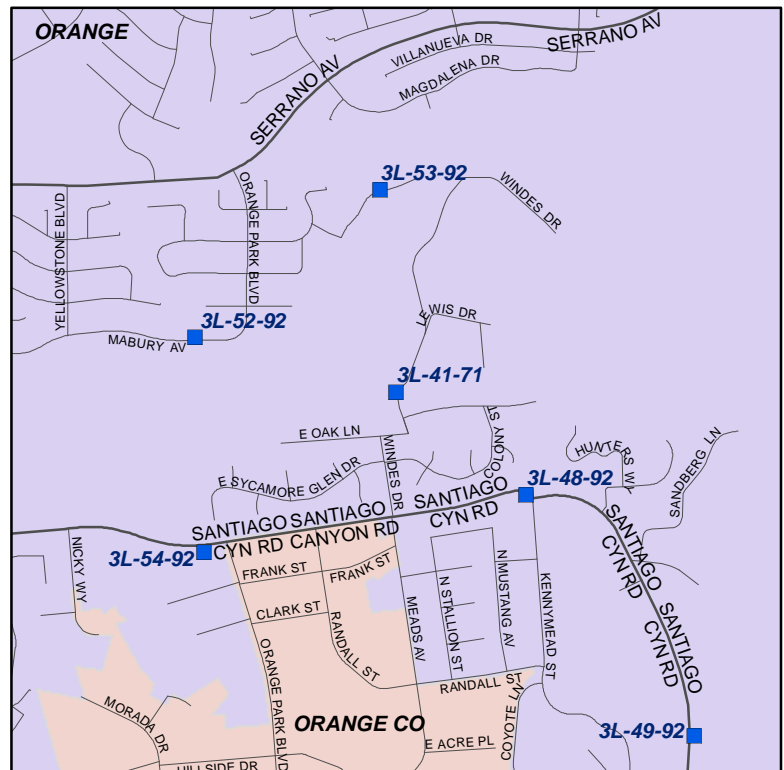 ORANGE
SERRANO AV
VILLANUEVA DR
MAGDALENA DR
SERRANO AV
3L-53-92
WINDES DR
YELLOWSTONE BLVD
ORANGE PARK BLVD
LEWIS DR
3L-52-92
MABURY AV
3L-41-71
E OAK LN
WINDES DR
COLONY ST
HUNTERS WY
SANDBERG LN
E SYCAMORE GLEN DR
3L-48-92
SANTIAGO
CYN RD
SANTIAGO
CANYON RD
SANTIAGO
CYN RD
SANTIAGO
CYN RD
SANTIAGO
CYN RD
NICKY WY
3L-54-92
FRANK ST
FRANK ST
CLARK ST
RANDALL ST
MEADS AV
N STALLION ST
N MUSTANG AV
KENNYMEAD ST
ORANGE PARK BLVD
RANDALL ST
MORADA DR
ORANGE CO
COYOTE LN
3L-49-92
E ACRE PL
HILLSIDE DR